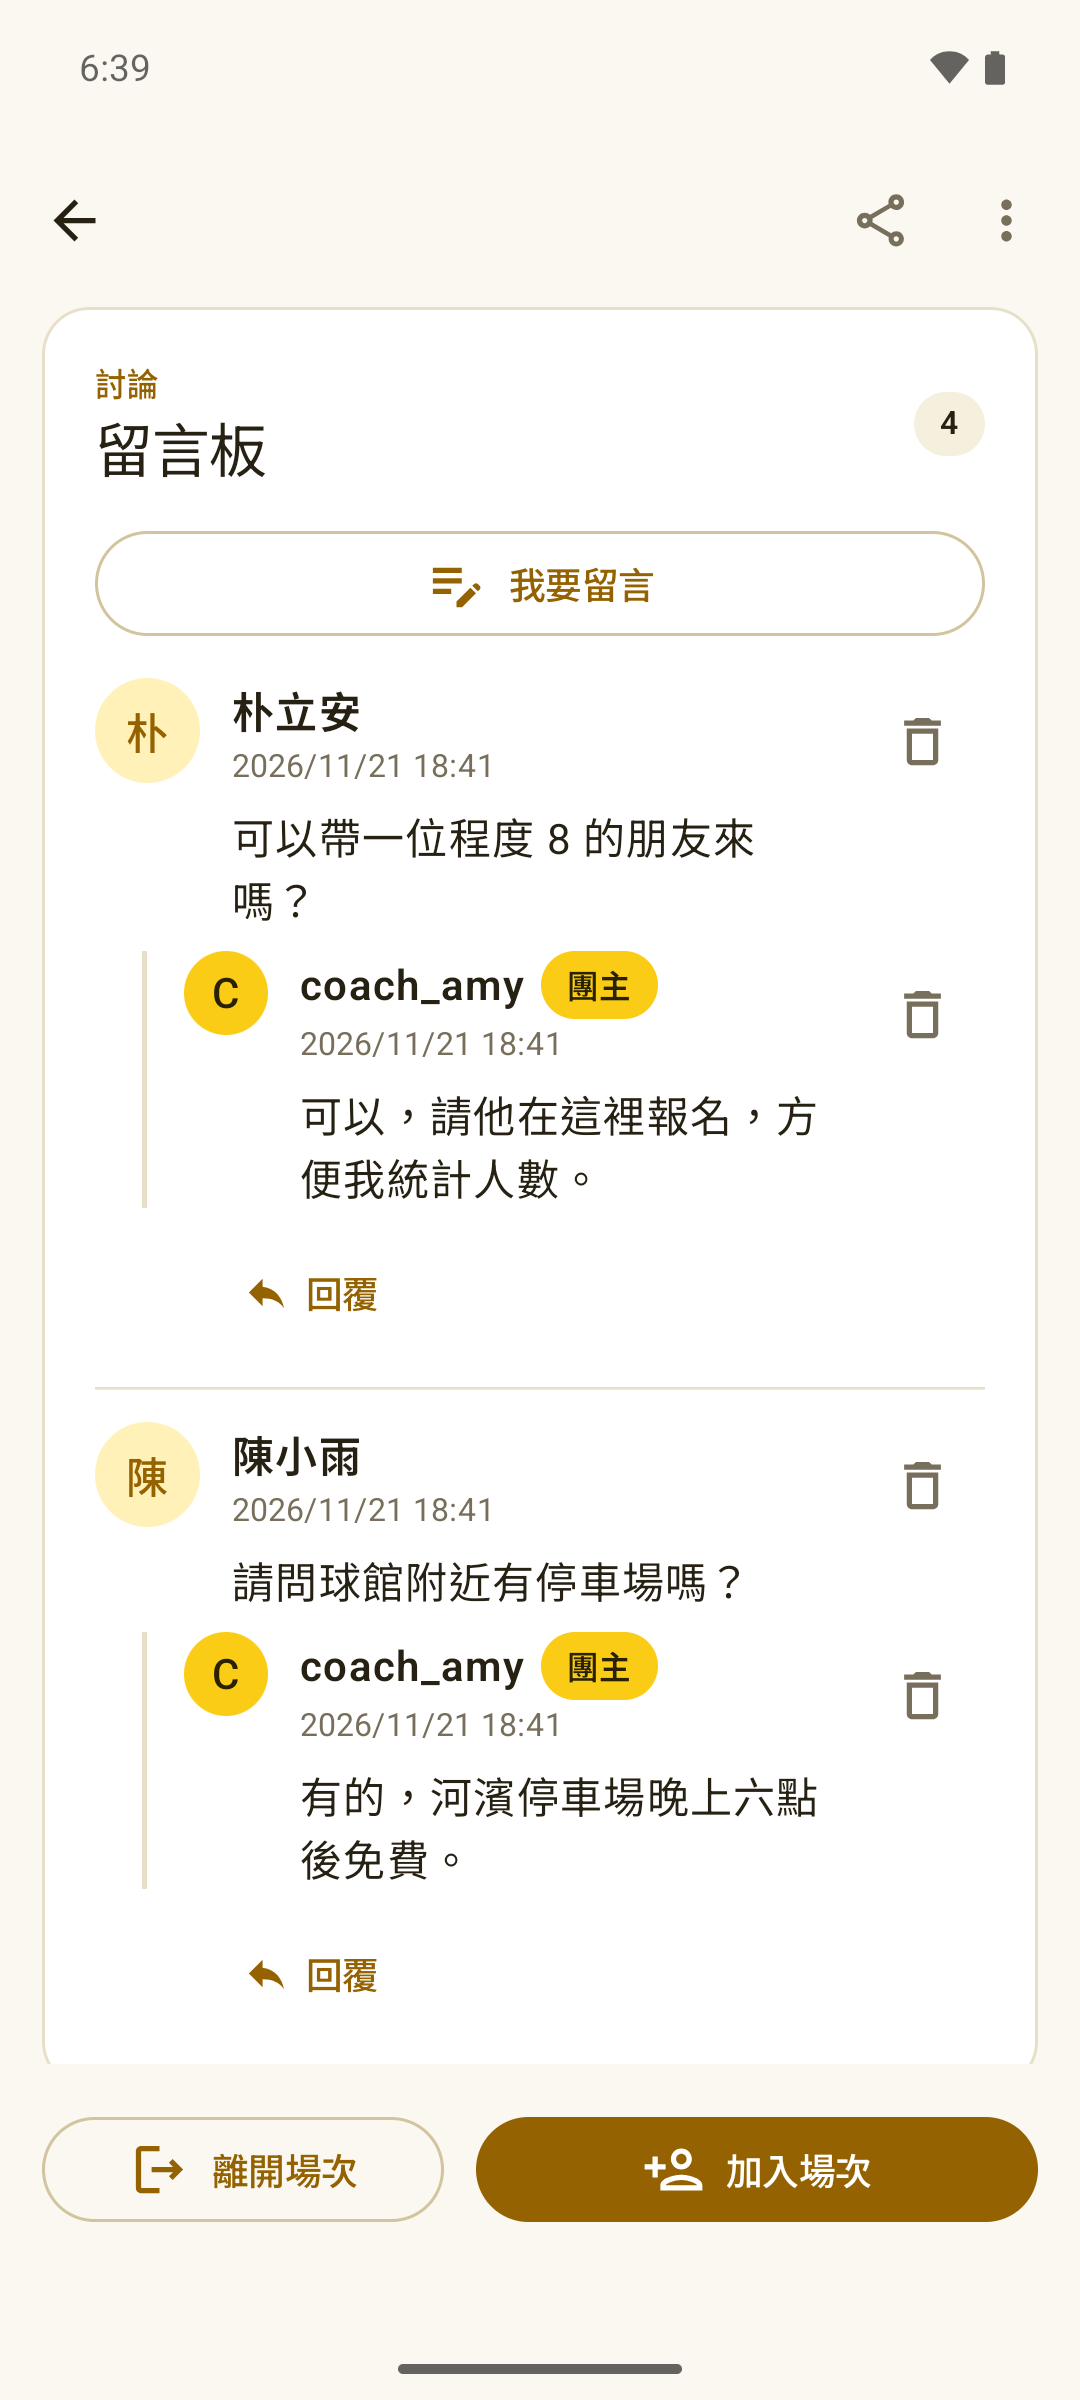 6:39
討論
留言板
4
我要留言
朴
朴立安
2026/11/21 18:41
可以帶一位程度 8 的朋友來
嗎？
C
coach_amy
團主
2026/11/21 18:41
可以，請他在這裡報名，方
便我統計人數。
回覆
陳
陳小雨
2026/11/21 18:41
請問球館附近有停車場嗎？
C
coach_amy
團主
2026/11/21 18:41
有的，河濱停車場晚上六點
後免費。
回覆
離開場次
加入場次